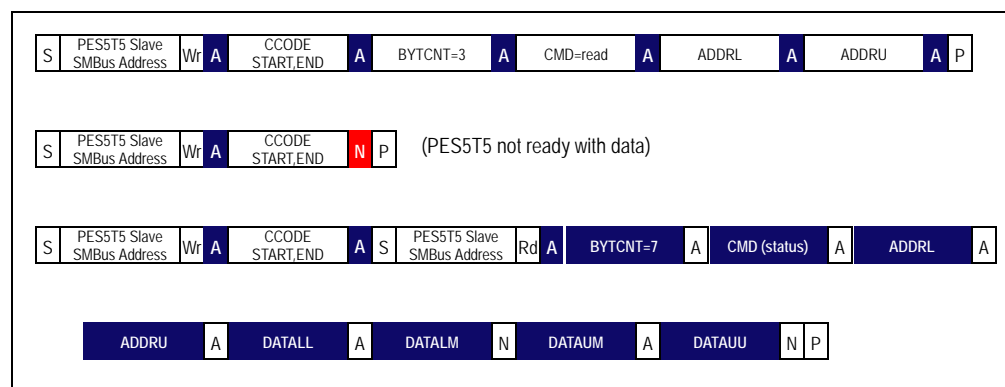 S PES5T5 Slave SMBus Address Wr A CCODE START,END A BYTCNT=3 A CMD=read A ADDRL A ADDRU A P
S PES5T5 Slave SMBus Address Wr A CCODE START,END N P (PES5T5 not ready with data)
S PES5T5 Slave SMBus Address Wr A CCODE START,END A S PES5T5 Slave SMBus Address Rd A BYTCNT=7 A CMD (status) A ADDRL A
ADDRU A DATALL A DATALM N DATAUM A DATAUU N P